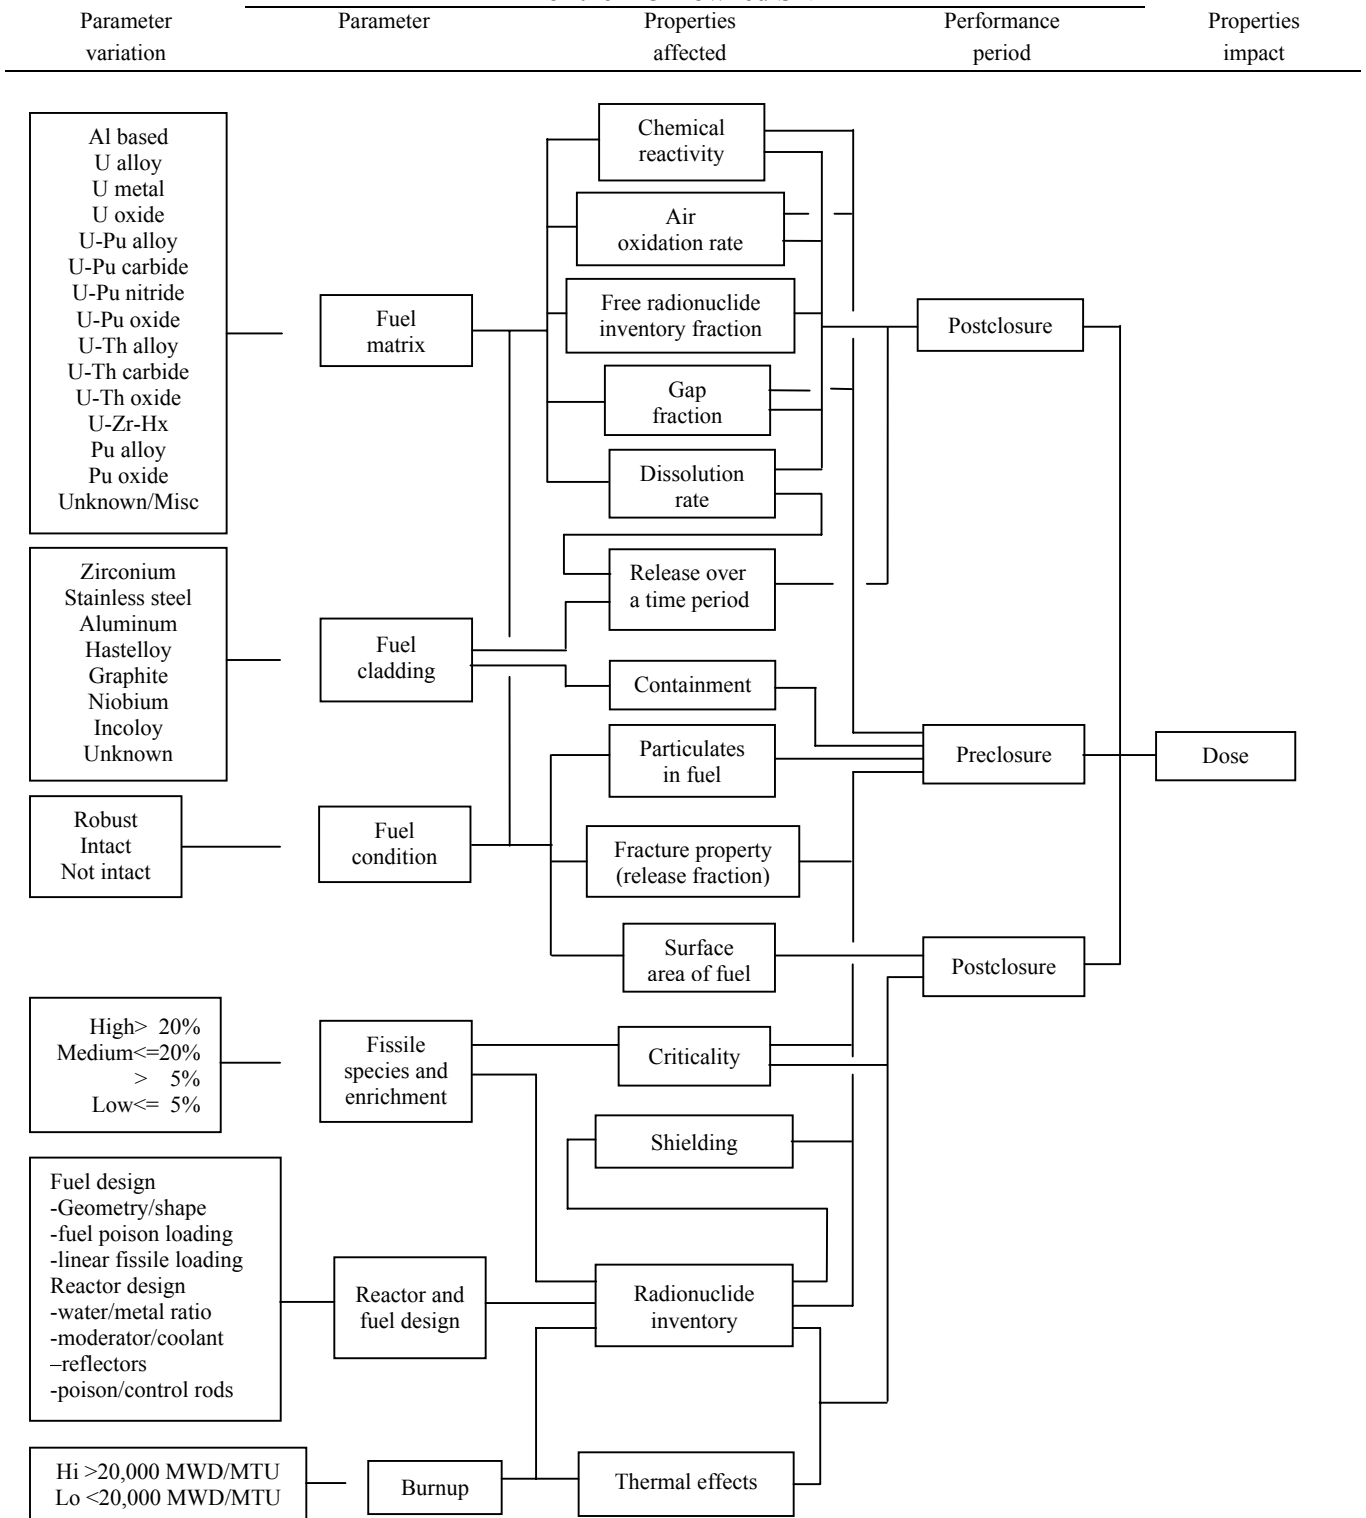 Parameter
variation
Parameter
Properties
affected
Performance
period
Properties
impact
Al based
U alloy
U metal
U oxide
U-Pu alloy
U-Pu carbide
U-Pu nitride
U-Pu oxide
U-Th alloy
U-Th carbide
U-Th oxide
U-Zr-Hx
Pu alloy
Pu oxide
Unknown/Misc
Zirconium
Stainless steel
Aluminum
Hastelloy
Graphite
Niobium
Incoloy
Unknown
Robust
Intact
Not intact
High> 20%
Medium<=20%
> 5%
Low<= 5%
Fuel design
-Geometry/shape
-fuel poison loading
-linear fissile loading
Reactor design
-water/metal ratio
-moderator/coolant
–reflectors
-poison/control rods
Hi >20,000 MWD/MTU
Lo <20,000 MWD/MTU
Fuel
matrix
Fuel
cladding
Fuel
condition
Fissile
species and
enrichment
Reactor and
fuel design
Burnup
Chemical
reactivity
Air
oxidation rate
Free radionuclide
inventory fraction
Gap
fraction
Dissolution
rate
Release over
a time period
Containment
Particulates
in fuel
Fracture property
(release fraction)
Surface
area of fuel
Criticality
Shielding
Radionuclide
inventory
Thermal effects
Postclosure
Preclosure
Postclosure
Dose